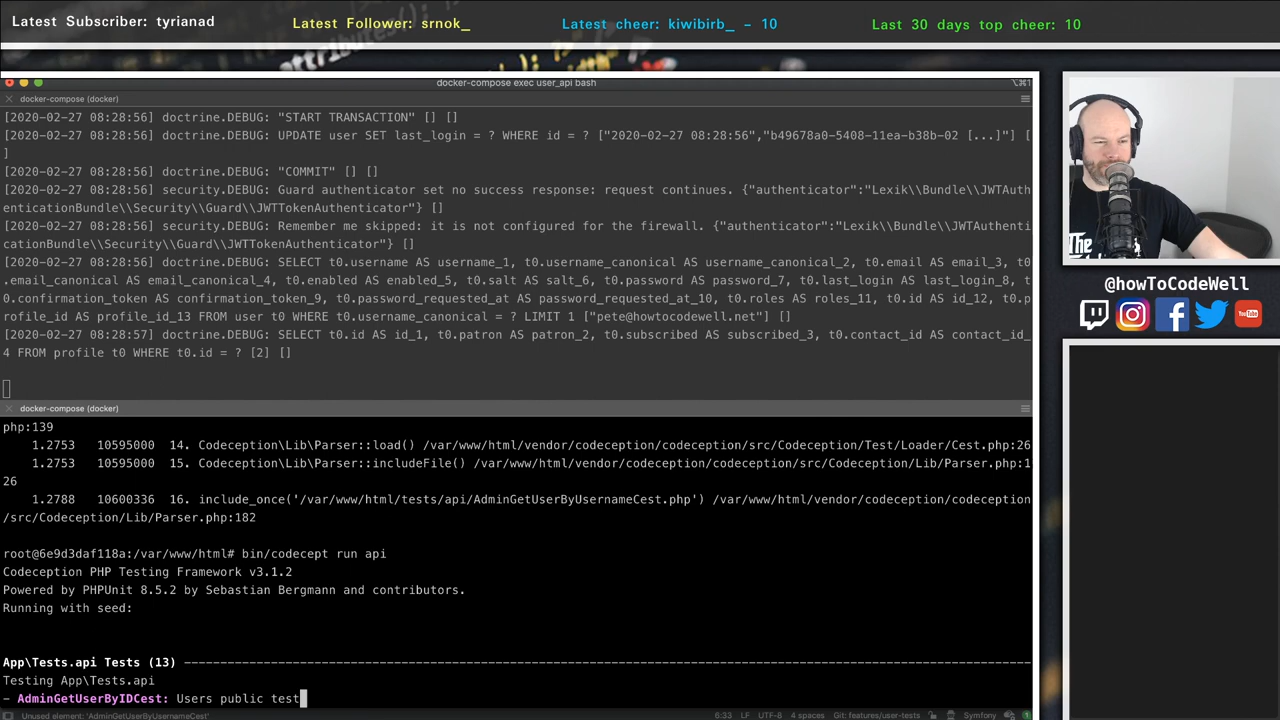 Latest Subscriber: tyrianad
Latest Follower: srnok_
Latest cheer: kiwibirb_ - 10
Last 30 days top cheer: 10
docker-compose exec user_api bash
⌥⌘1
docker-compose (docker)
[2020-02-27 08:28:56] doctrine.DEBUG: "START TRANSACTION" [] []
[2020-02-27 08:28:56] doctrine.DEBUG: UPDATE user SET last_login = ? WHERE id = ? ["2020-02-27 08:28:56","b49678a0-5408-11ea-b38b-02 [...]"] [
]
[2020-02-27 08:28:56] doctrine.DEBUG: "COMMIT" [] []
[2020-02-27 08:28:56] security.DEBUG: Guard authenticator set no success response: request continues. {"authenticator":"Lexik\\Bundle\\JWTAuth
enticationBundle\\Security\\Guard\\JWTTokenAuthenticator"} []
[2020-02-27 08:28:56] security.DEBUG: Remember me skipped: it is not configured for the firewall. {"authenticator":"Lexik\\Bundle\\JWTAuthenti
cationBundle\\Security\\Guard\\JWTTokenAuthenticator"} []
[2020-02-27 08:28:56] doctrine.DEBUG: SELECT t0.username AS username_1, t0.username_canonical AS username_canonical_2, t0.email AS email_3, t0
.email_canonical AS email_canonical_4, t0.enabled AS enabled_5, t0.salt AS salt_6, t0.password AS password_7, t0.last_login AS last_login_8, t
0.confirmation_token AS confirmation_token_9, t0.password_requested_at AS password_requested_at_10, t0.roles AS roles_11, t0.id AS id_12, t0.p
rofile_id AS profile_id_13 FROM user t0 WHERE t0.username_canonical = ? LIMIT 1 ["pete@howtocodewell.net"] []
[2020-02-27 08:28:57] doctrine.DEBUG: SELECT t0.id AS id_1, t0.patron AS patron_2, t0.subscribed AS subscribed_3, t0.contact_id AS contact_id_
4 FROM profile t0 WHERE t0.id = ? [2] []
docker-compose (docker)
php:139
1.2753 10595000 14. Codeception\Lib\Parser::load() /var/www/html/vendor/codeception/codeception/src/Codeception/Test/Loader/Cest.php:26
1.2753 10595000 15. Codeception\Lib\Parser::includeFile() /var/www/html/vendor/codeception/codeception/src/Codeception/Lib/Parser.php:1
26
1.2788 10600336 16. include_once('/var/www/html/tests/api/AdminGetUserByUsernameCest.php') /var/www/html/vendor/codeception/codeception
/src/Codeception/Lib/Parser.php:182
root@6e9d3daf118a:/var/www/html# bin/codecept run api
Codeception PHP Testing Framework v3.1.2
Powered by PHPUnit 8.5.2 by Sebastian Bergmann and contributors.
Running with seed:
App\Tests.api Tests (13) ----------
Testing App\Tests.api
- AdminGetUserByIDCest: Users public test
Unused element: 'AdminGetUserByUsernameCest'
6:33 LF UTF-8 4 spaces Git: features/user-tests Symfony
@howToCodeWell
YouTube